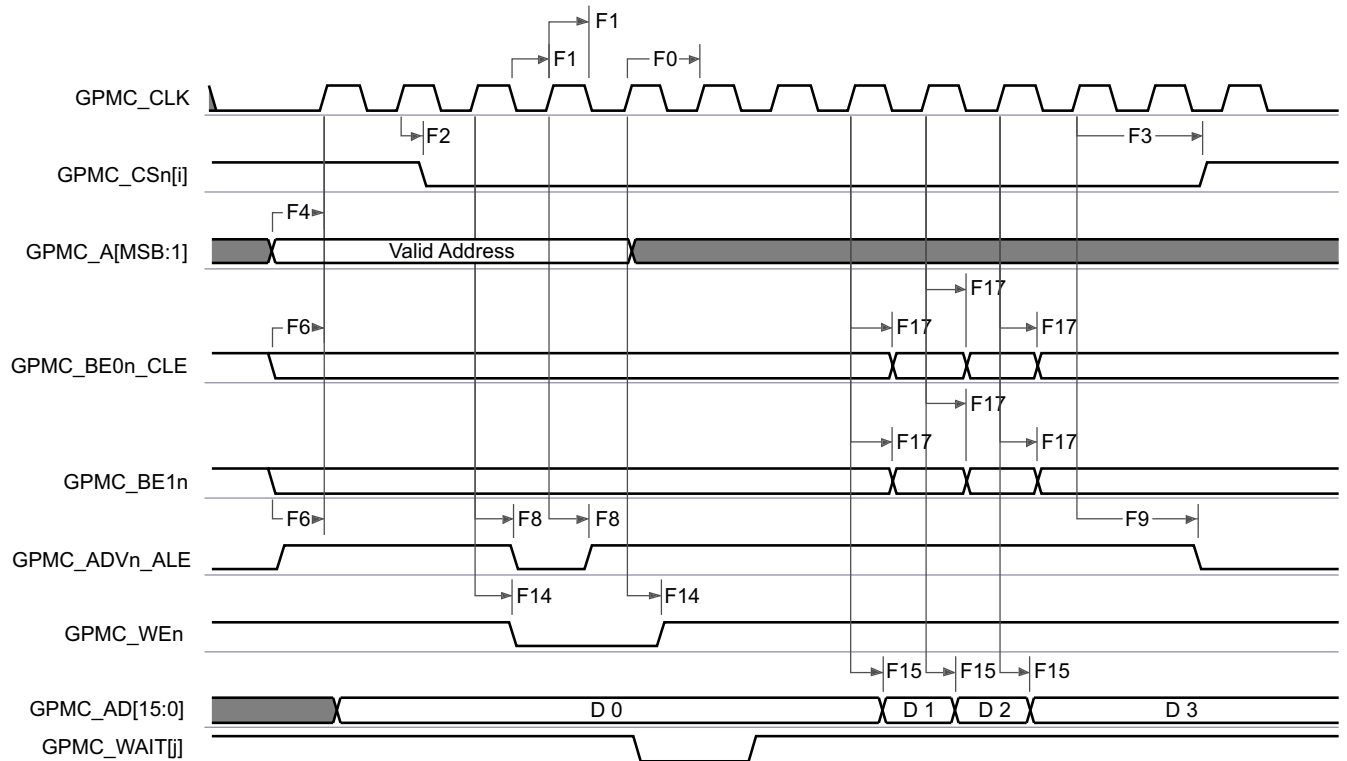 F1
F1
F0
GPMC_CLK
F2
F3
GPMC_CSn[i]
F4
GPMC_A[MSB:1]
Valid Address
F17
F6
F17
F17
GPMC_BE0n_CLE
F17
F17
F17
GPMC_BE1n
F6
F8
F8
F9
GPMC_ADVn_ALE
F14
F14
GPMC_WEn
F15
F15
F15
GPMC_AD[15:0]
D 0
D 1
D 2
D 3
GPMC_WAIT[j]